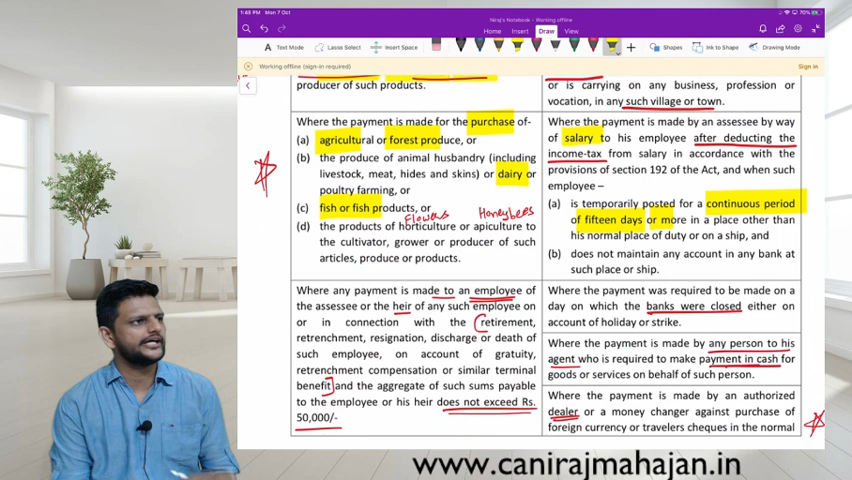 1:45 PM Mon 7 Oct
Niraj's Notebook - Working offline
70%
Home Insert Draw View
Text Mode Lasso Select Insert Space Shapes Ink to Shape Drawing Mode
Working offline (sign-in required) Sign in
producer of such products.
Where the payment is made for the purchase of-
(a) agricultural or forest produce, or
(b) the produce of animal husbandry (including
livestock, meat, hides and skins) or dairy or
poultry farming, or
(c) fish or fish products, or
Flowers Honeybees
(d) the products of horticulture or apiculture to
the cultivator, grower or producer of such
articles, produce or products.
Where any payment is made to an employee of
the assessee or the heir of any such employee on
or in connection with the (retirement,
retrenchment, resignation, discharge or death of
such employee, on account of gratuity,
retrenchment compensation or similar terminal
benefit) and the aggregate of such sums payable
to the employee or his heir does not exceed Rs.
50,000/-
or is carrying on any business, profession or
vocation, in any such village or town.
Where the payment is made by an assessee by way
of salary to his employee after deducting the
income-tax from salary in accordance with the
provisions of section 192 of the Act, and when such
employee –
(a) is temporarily posted for a continuous period
of fifteen days or more in a place other than
his normal place of duty or on a ship, and
(b) does not maintain any account in any bank at
such place or ship.
Where the payment was required to be made on a
day on which the banks were closed either on
account of holiday or strike.
Where the payment is made by any person to his
agent who is required to make payment in cash for
goods or services on behalf of such person.
Where the payment is made by an authorized
dealer or a money changer against purchase of
foreign currency or travelers cheques in the normal
www.canirajmahajan.in